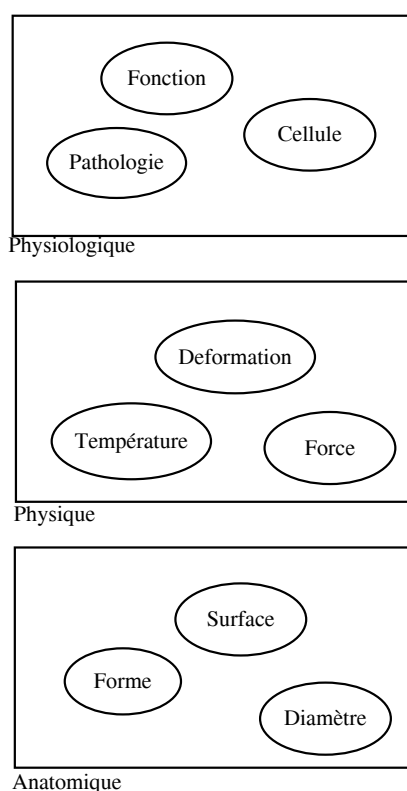 Fonction
Cellule
Pathologie
Physiologique
Deformation
Température
Force
Physique
Surface
Forme
Diamètre
Anatomique